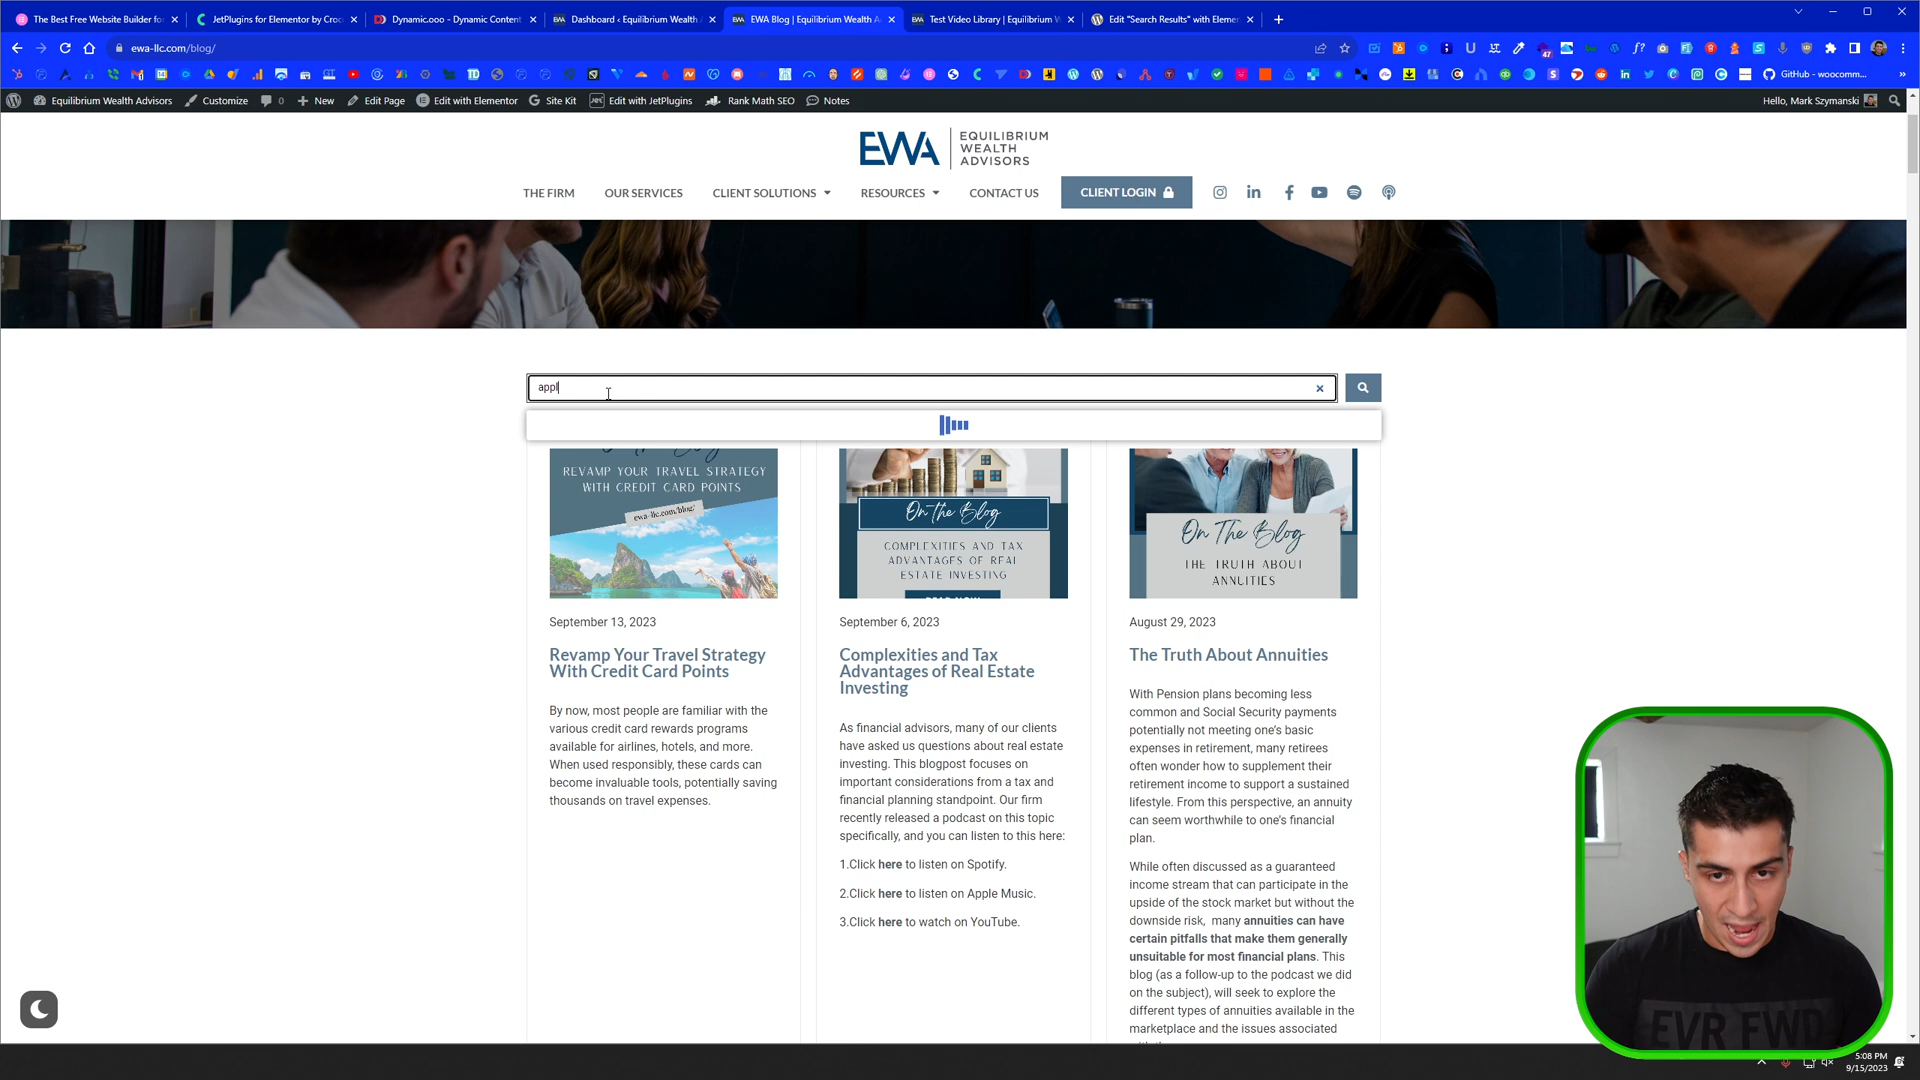 The Best Free Website Builder for
JetPlugins for Elementor by Croc
Dynamic.ooo - Dynamic Content
Dashboard ‹ Equilibrium Wealth
EWA Blog | Equilibrium Wealth A
Test Video Library | Equilibrium W
Edit "Search Results" with Eleme
ewa-llc.com/blog/
GitHub - woocomm...
Equilibrium Wealth Advisors
Customize
0
New
Edit Page
Edit with Elementor
Site Kit
Edit with JetPlugins
Rank Math SEO
Notes
Hello, Mark Szymanski
EWA
EQUILIBRIUM
WEALTH
ADVISORS
THE FIRM
OUR SERVICES
CLIENT SOLUTIONS
RESOURCES
CONTACT US
CLIENT LOGIN
appl
REVAMP YOUR TRAVEL STRATEGY
WITH CREDIT CARD POINTS
ewa-llc.com/blog/
September 13, 2023
Revamp Your Travel Strategy
With Credit Card Points
By now, most people are familiar with the
various credit card rewards programs
available for airlines, hotels, and more.
When used responsibly, these cards can
become invaluable tools, potentially saving
thousands on travel expenses.
On The Blog
COMPLEXITIES AND TAX
ADVANTAGES OF REAL
ESTATE INVESTING
READ NOW
September 6, 2023
Complexities and Tax
Advantages of Real Estate
Investing
As financial advisors, many of our clients
have asked us questions about real estate
investing. This blogpost focuses on
important considerations from a tax and
financial planning standpoint. Our firm
recently released a podcast on this topic
specifically, and you can listen to this here:
1.Click here to listen on Spotify.
2.Click here to listen on Apple Music.
3.Click here to watch on YouTube.
On The Blog
THE TRUTH ABOUT
ANNUITIES
August 29, 2023
The Truth About Annuities
With Pension plans becoming less
common and Social Security payments
potentially not meeting one's basic
expenses in retirement, many retirees
often wonder how to supplement their
retirement income to support a sustained
lifestyle. From this perspective, an annuity
can seem worthwhile to one's financial
plan.
While often discussed as a guaranteed
income stream that can participate in the
upside of the stock market but without the
downside risk, many annuities can have
certain pitfalls that make them generally
unsuitable for most financial plans. This
blog (as a follow-up to the podcast we did
on the subject), will seek to explore the
different types of annuities available in the
marketplace and the issues associated
EVR FWD
5:08 PM
9/15/2023